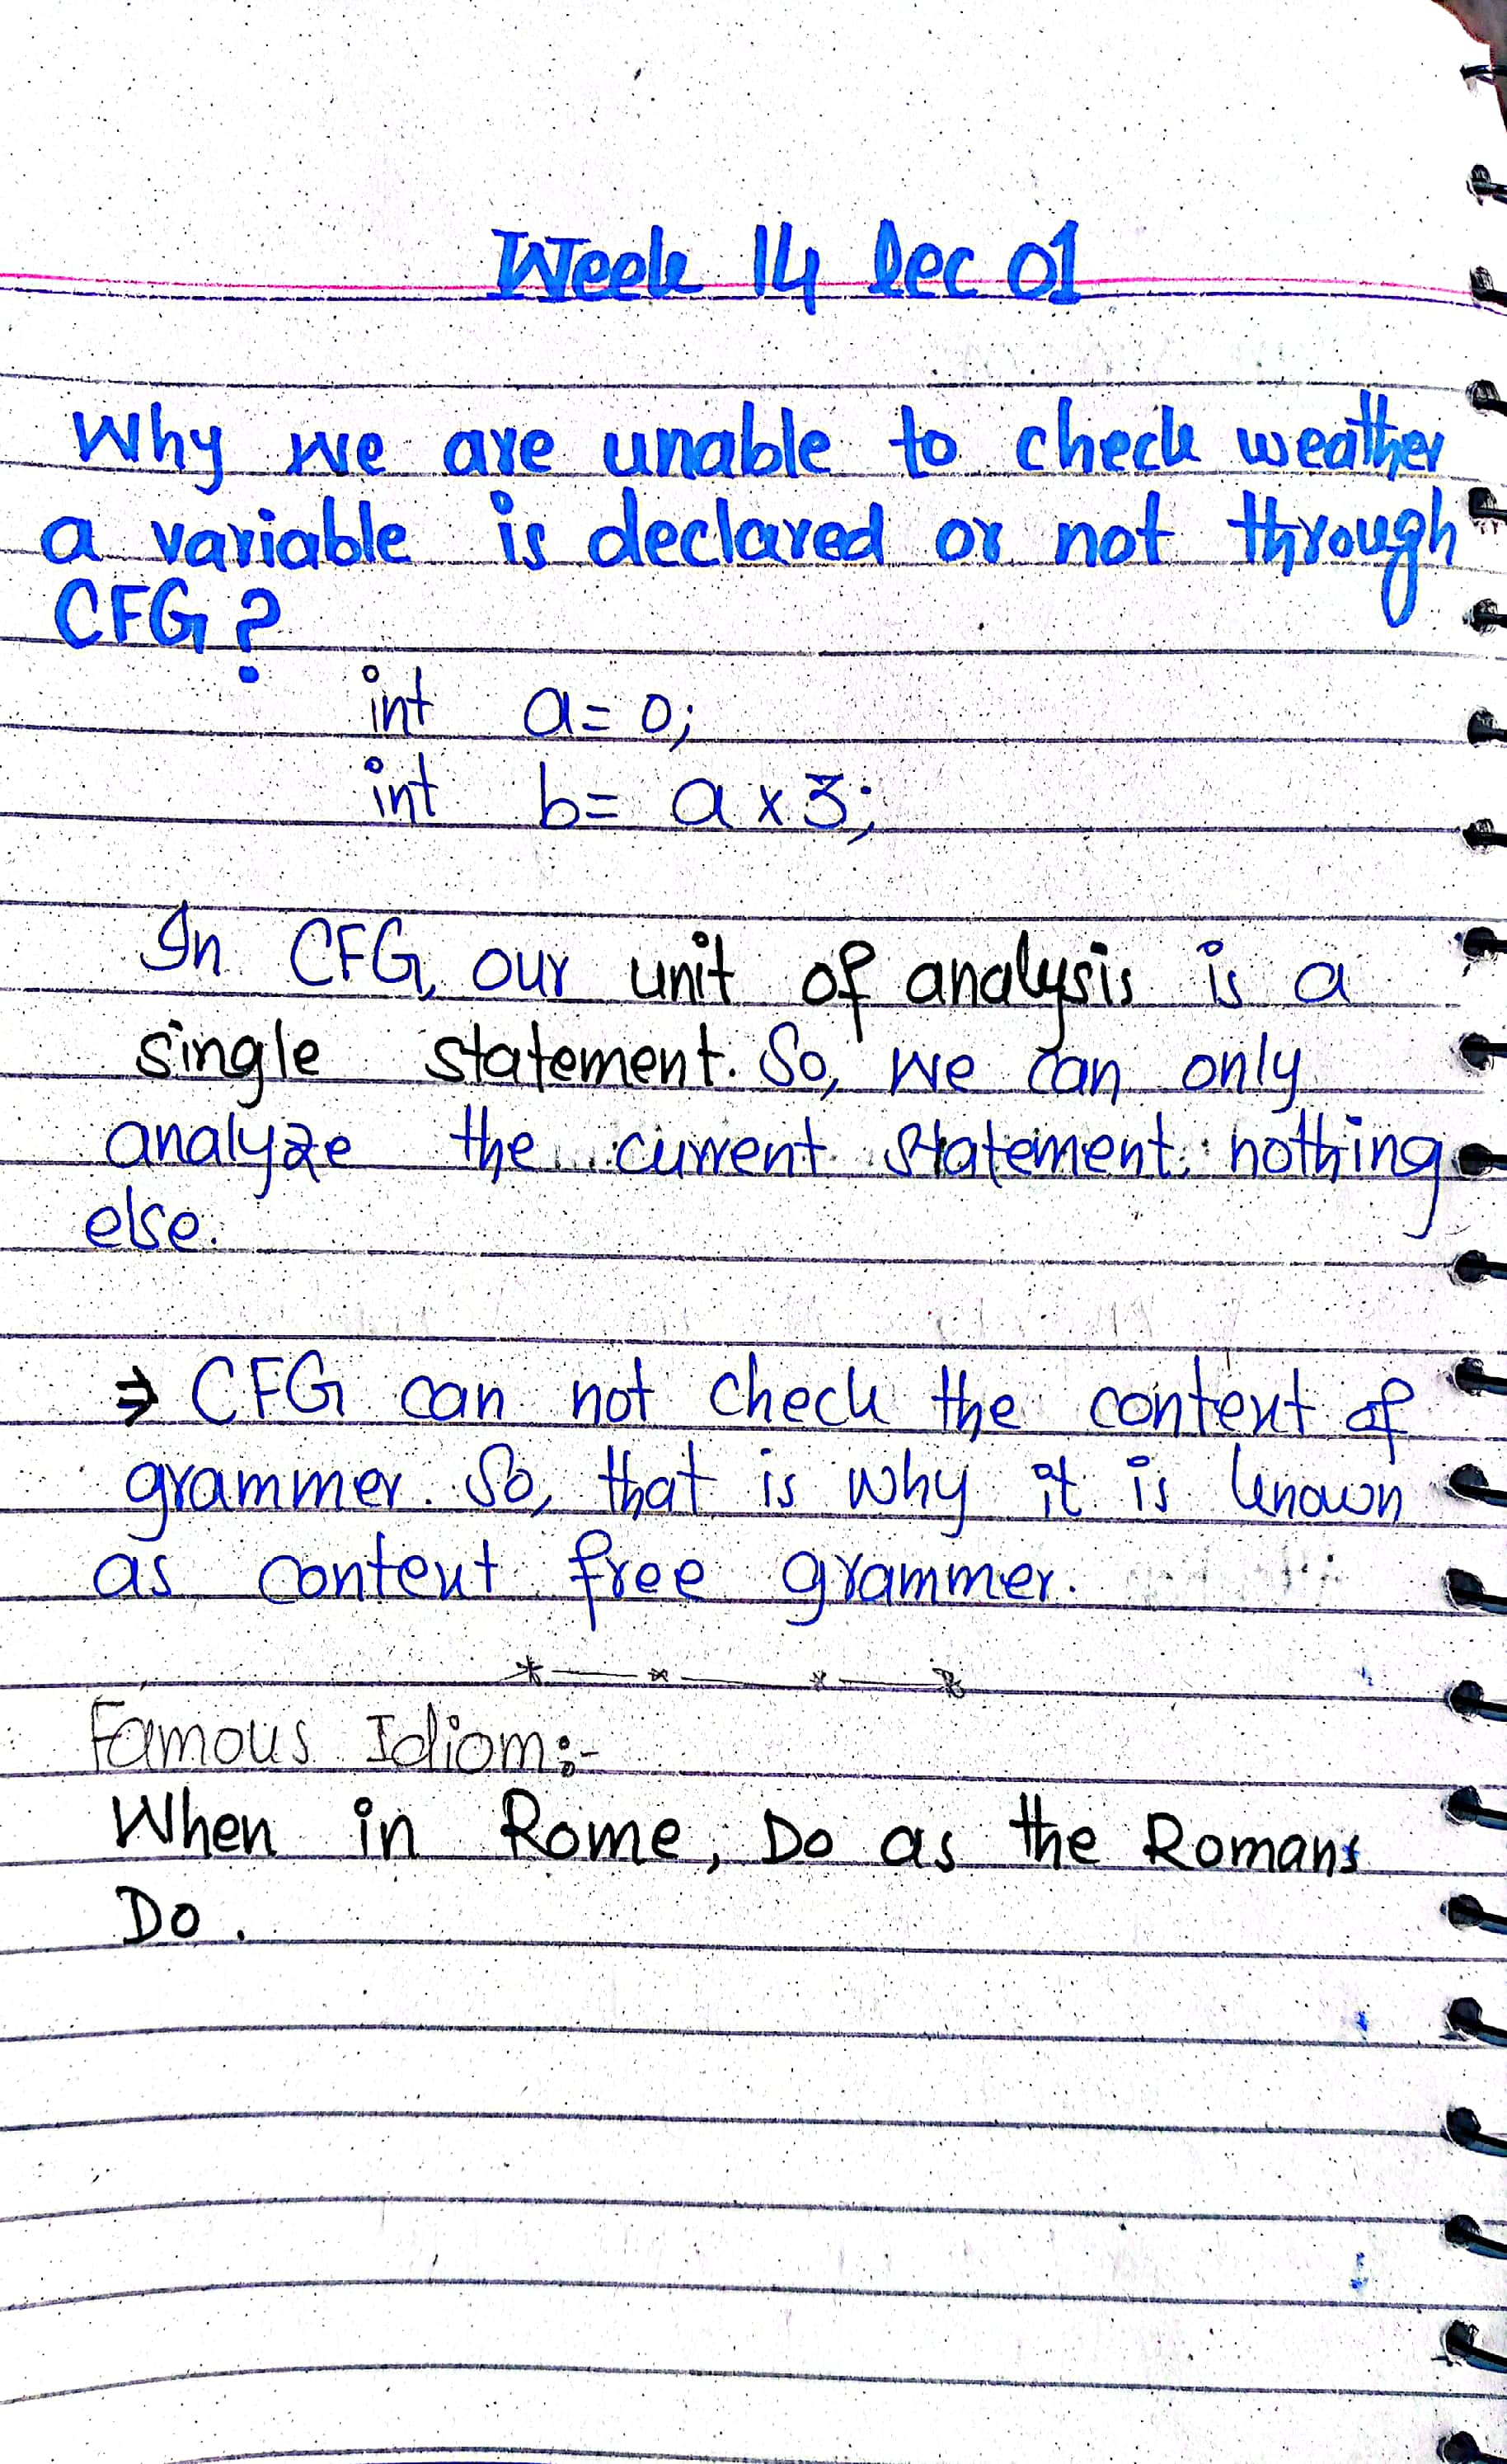 Week 14 lec 01
Why we are unable to check weather
a variable is declared or not through
CFG?
int a= 0;
int b= a x 3;
In CFG, our unit of analysis is a
single statement. So, we can only
analyze the current statement nothing
else.
⇒ CFG can not check the context of
grammer. So, that is why it is known
as context free grammer.
Famous Idiom:-
When in Rome, Do as the Romans
Do.